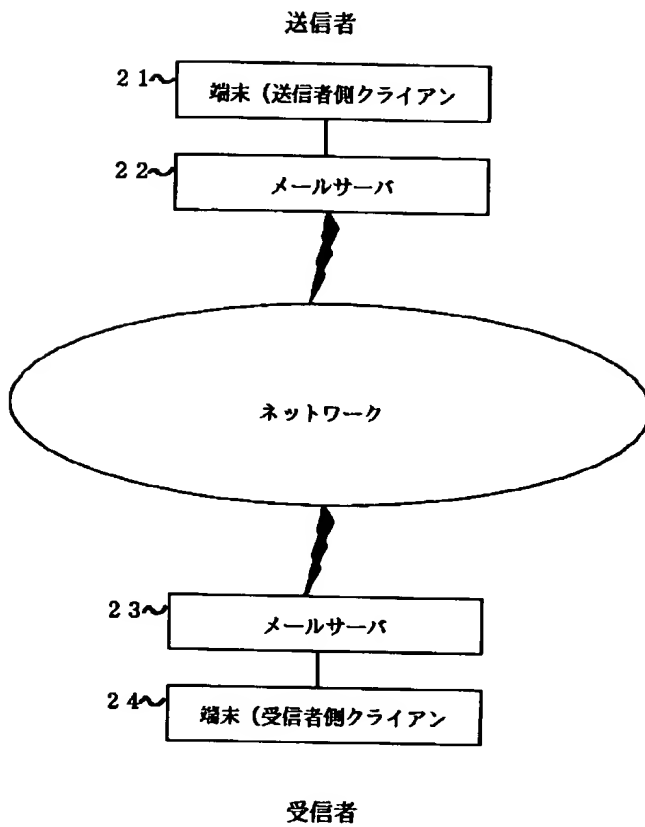 送信者
21 端末（送信者側クライアン
22 メールサーバ
ネットワーク
23 メールサーバ
24 端末（受信者側クライアン
受信者